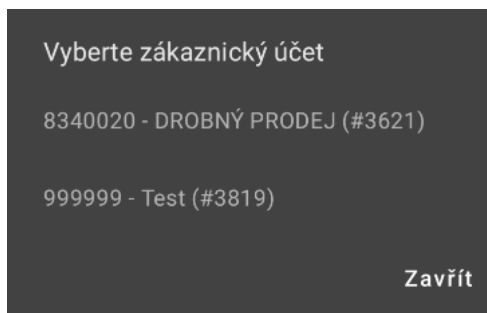 Vyberte zákaznický účet
8340020 - DROBNÝ PRODEJ (#3621)
999999 - Test (#3819)
Zavřít